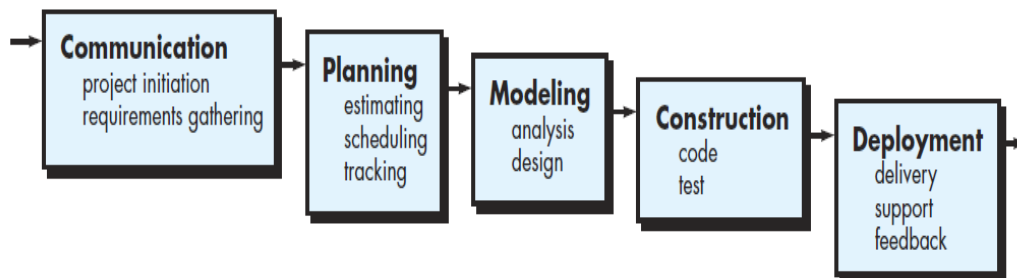 Communication
project initiation
requirements gathering
Planning
estimating
scheduling
tracking
Modeling
analysis
design
Construction
code
test
Deployment
delivery
support
feedback